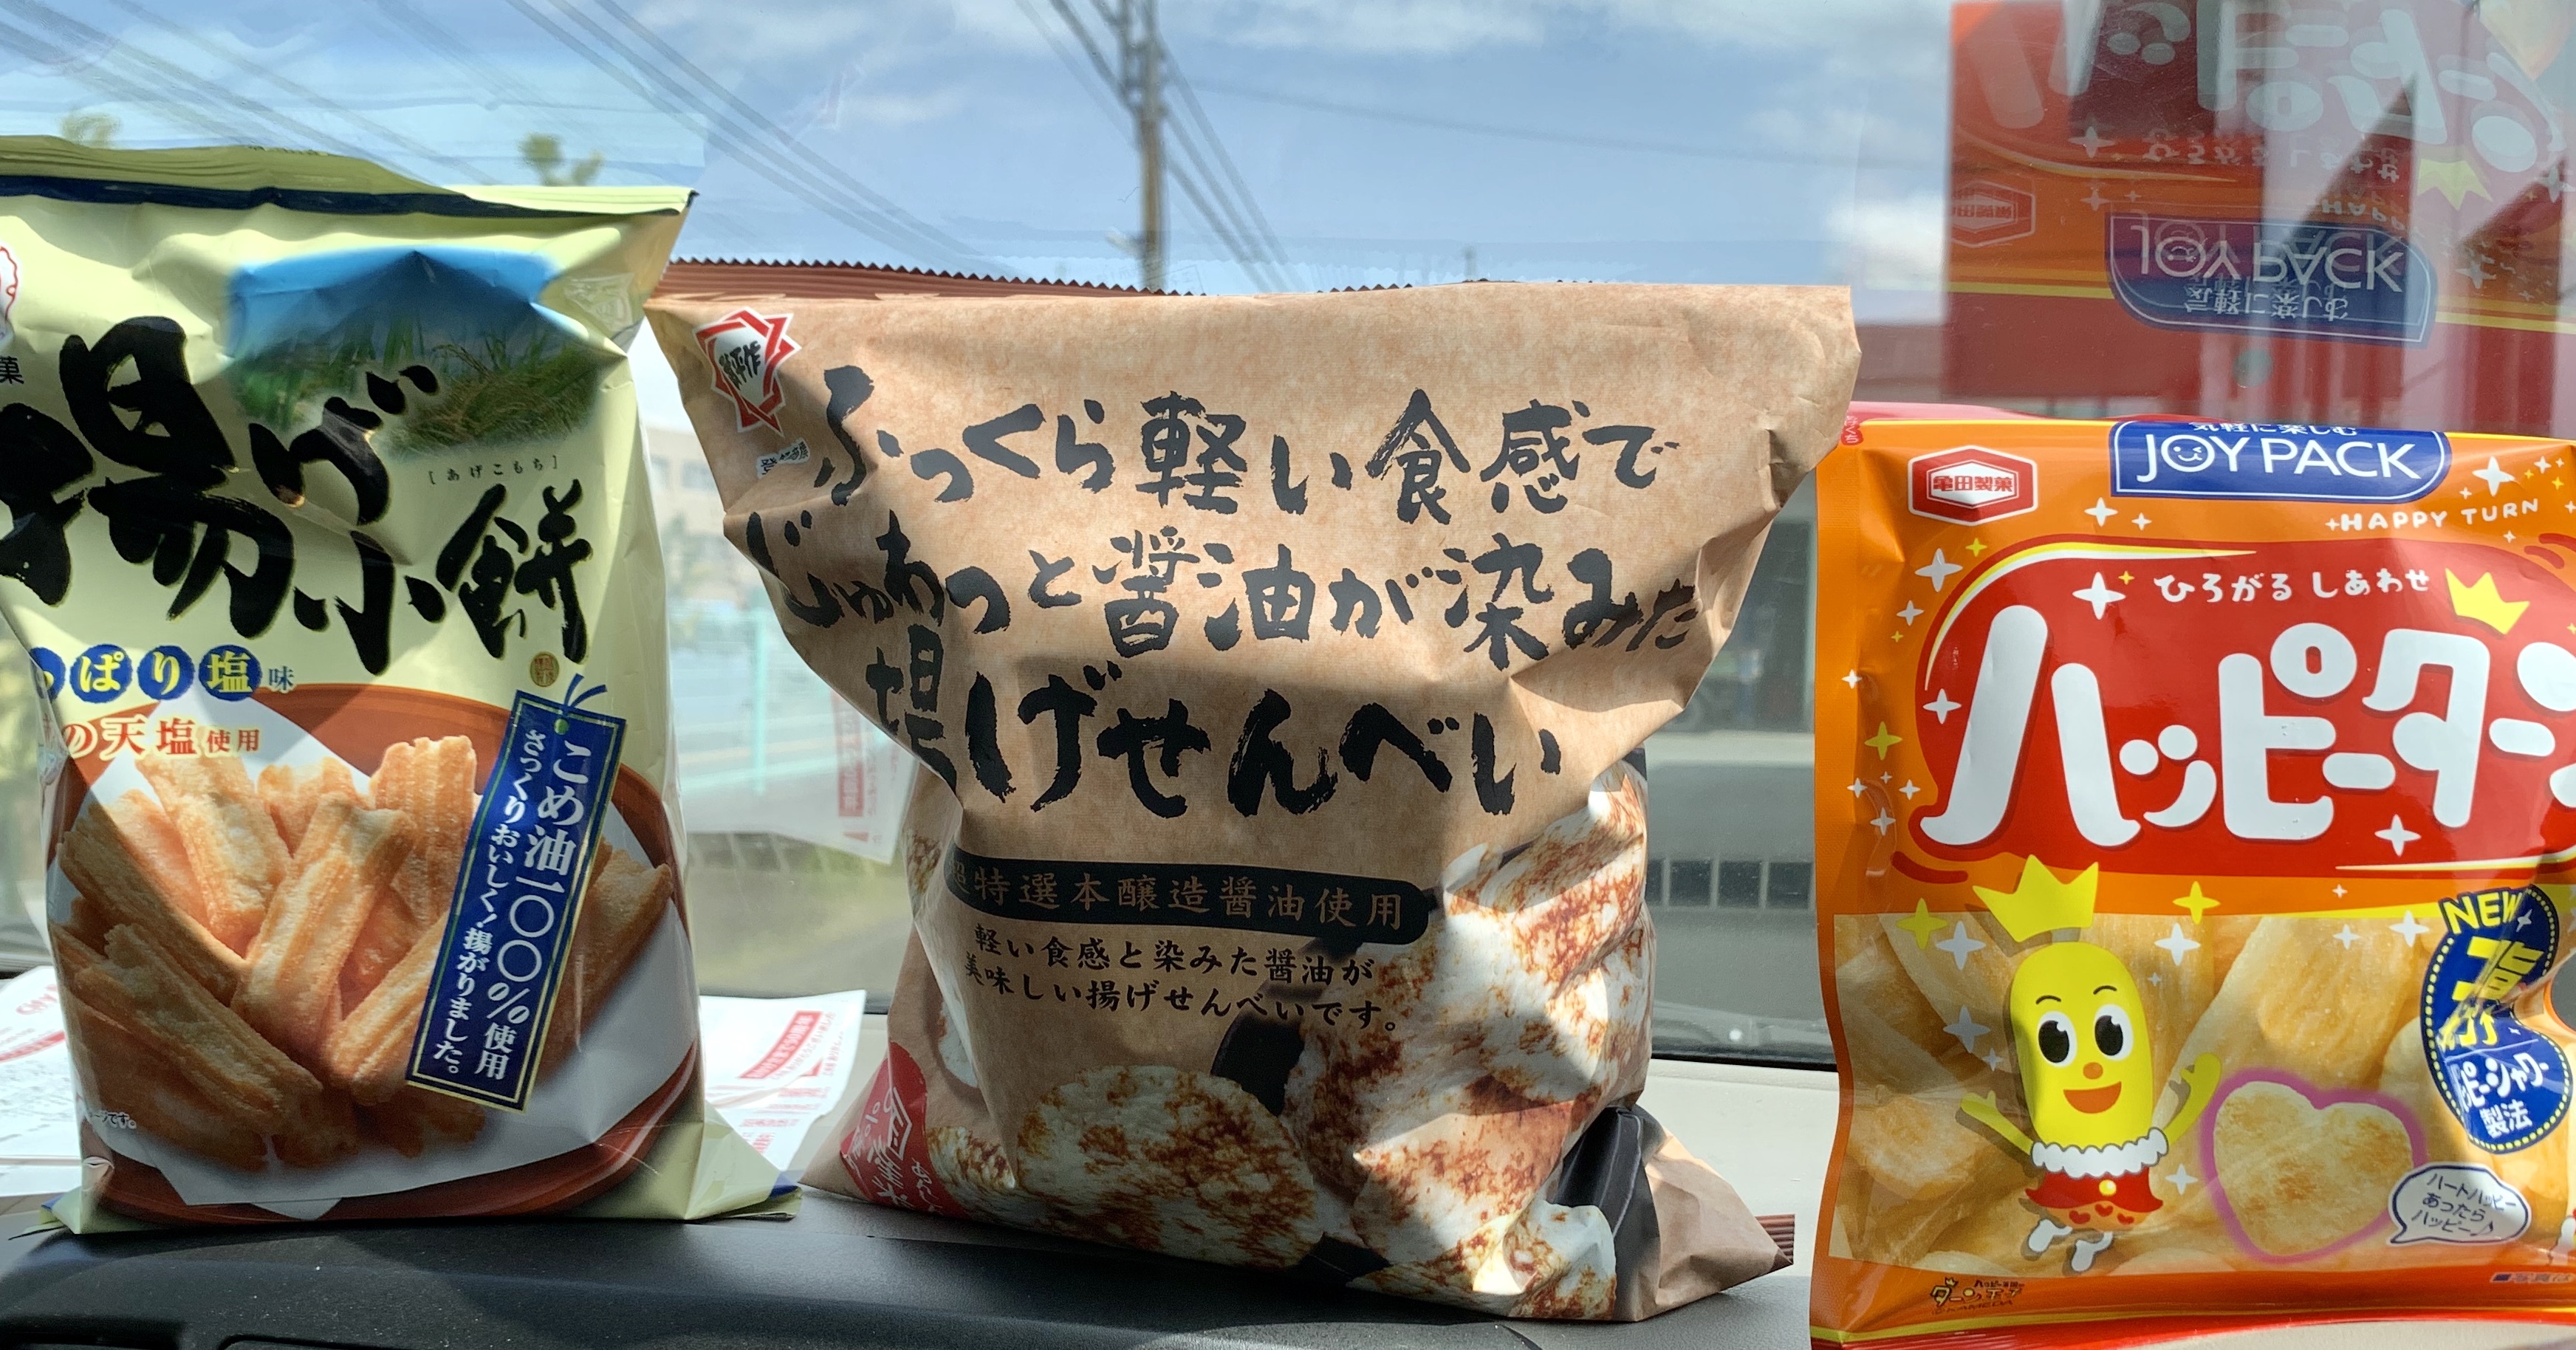 菓
揚げ
[あげこもち]
小餅
っぱり塩味
の天塩使用
こめ油一〇〇%使用
さっくりおいしく!揚がりました。
ふっくら軽い食感で
じゅわっと醤油が染みた
揚げせんべい
超特選本醸造醤油使用
軽い食感と染みた醤油が
美味しい揚げせんべいです。
亀田製菓
気軽に楽しむ
JOY PACK
HAPPY TURN
ひろがる しあわせ
ハッピーターン
NEW
製法
ハートハッピー
あったら
ハッピー♪